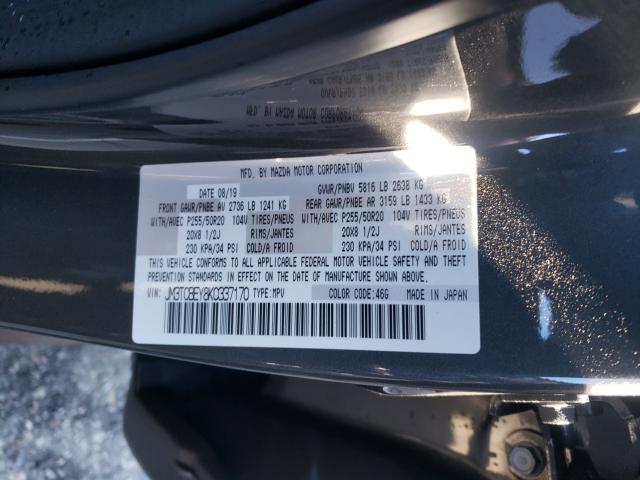 MFD. BY MAZDA MOTOR CORPORATION
DATE 08/19 GVWR/PNBV 5816 LB 2638 KG
FRONT GAWR/PNBE AV 2736 LB 1241 KG REAR GAWR/PNBE AR 3159 LB 1433 KG
WITH/AVEC P255/50R20 104V TIRES/PNEUS WITH/AVEC P255/50R20 104V TIRES/PNEUS
20X8 1/2J RIMS/JANTES 20X8 1/2J RIMS/JANTES
230 KPA/34 PSI COLD/A FROID 230 KPA/34 PSI COLD/A FROID
THIS VEHICLE CONFORMS TO ALL APPLICABLE FEDERAL MOTOR VEHICLE SAFETY AND THEFT
PREVENTION STANDARDS IN EFFECT ON THE DATE OF MANUFACTURE SHOWN ABOVE.
VIN: JM3TCBEY8K0337170 TYPE:MPV COLOR CODE:46G MADE IN JAPAN